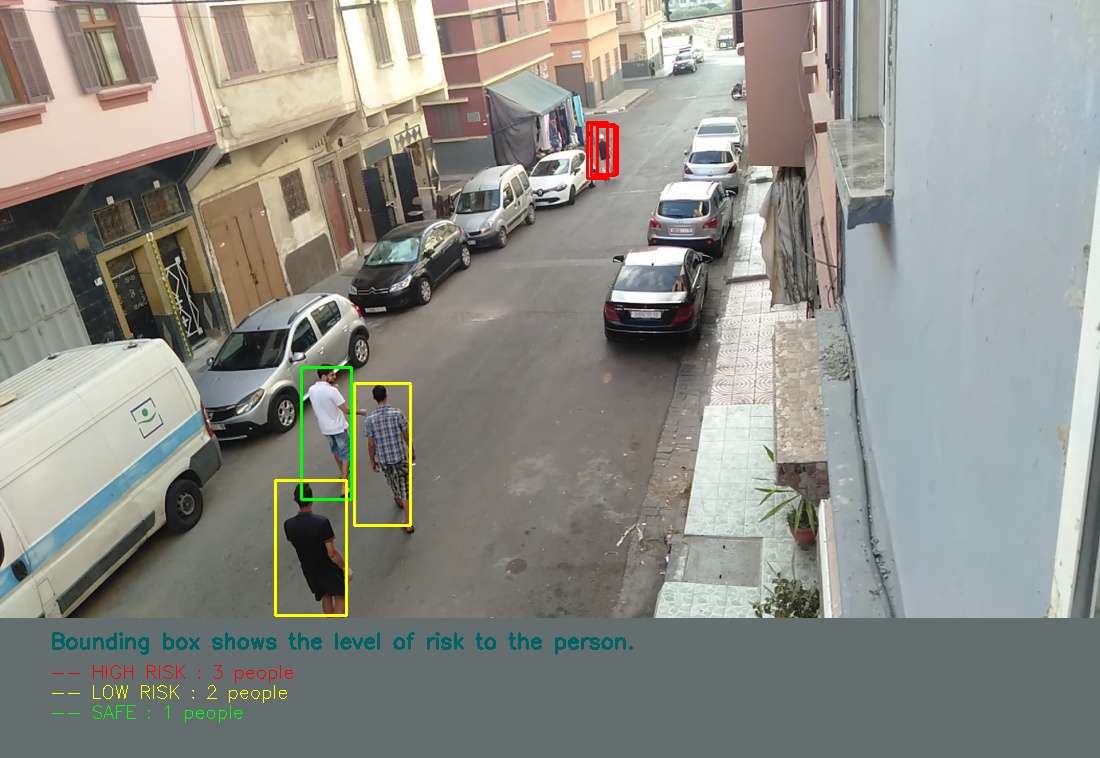 Bounding box shows the level of risk to the person.
-- HIGH RISK : 3 people
-- LOW RISK : 2 people
-- SAFE : 1 people